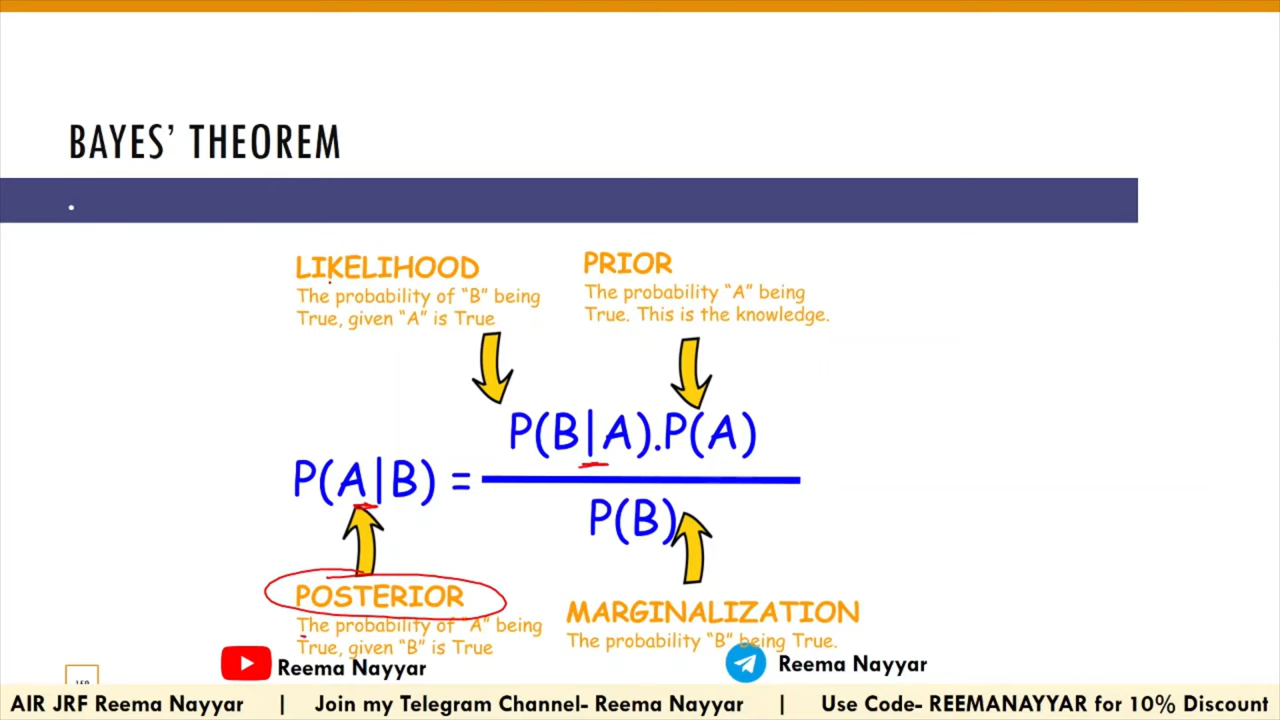 BAYES' THEOREM
LIKELIHOOD
The probability of "B" being
True, given "A" is True
PRIOR
The probability "A" being
True. This is the knowledge.
P(B|A).P(A)
P(A|B) =
P(B)
POSTERIOR
The probability of "A" being
True, given "B" is True
MARGINALIZATION
The probability "B" being True.
Reema Nayyar
Reema Nayyar
AIR JRF Reema Nayyar | Join my Telegram Channel- Reema Nayyar | Use Code- REEMANAYYAR for 10% Discount